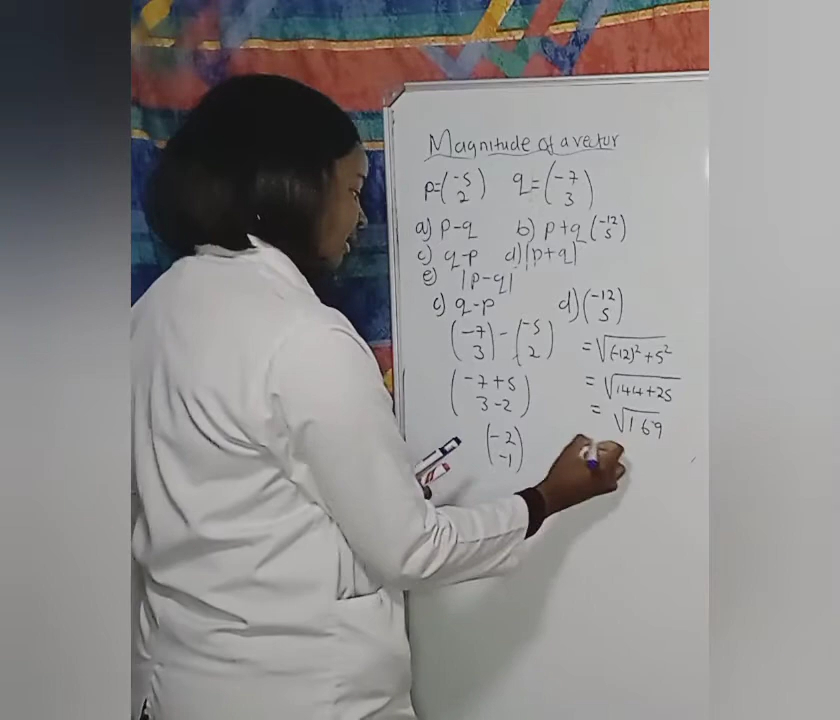 Magnitude of a vector
p=(-5 2) q=(-7 3)
a) p-q b) p+q (-12 5)
c) q-p d) |p+q|
e) |p-q|
c) q-p
(-7 3) - (-5 2)
(-7+5 3-2)
(-2 -1)
d) (-12 5)
=√(-12)²+5²
=√144+25
= √169